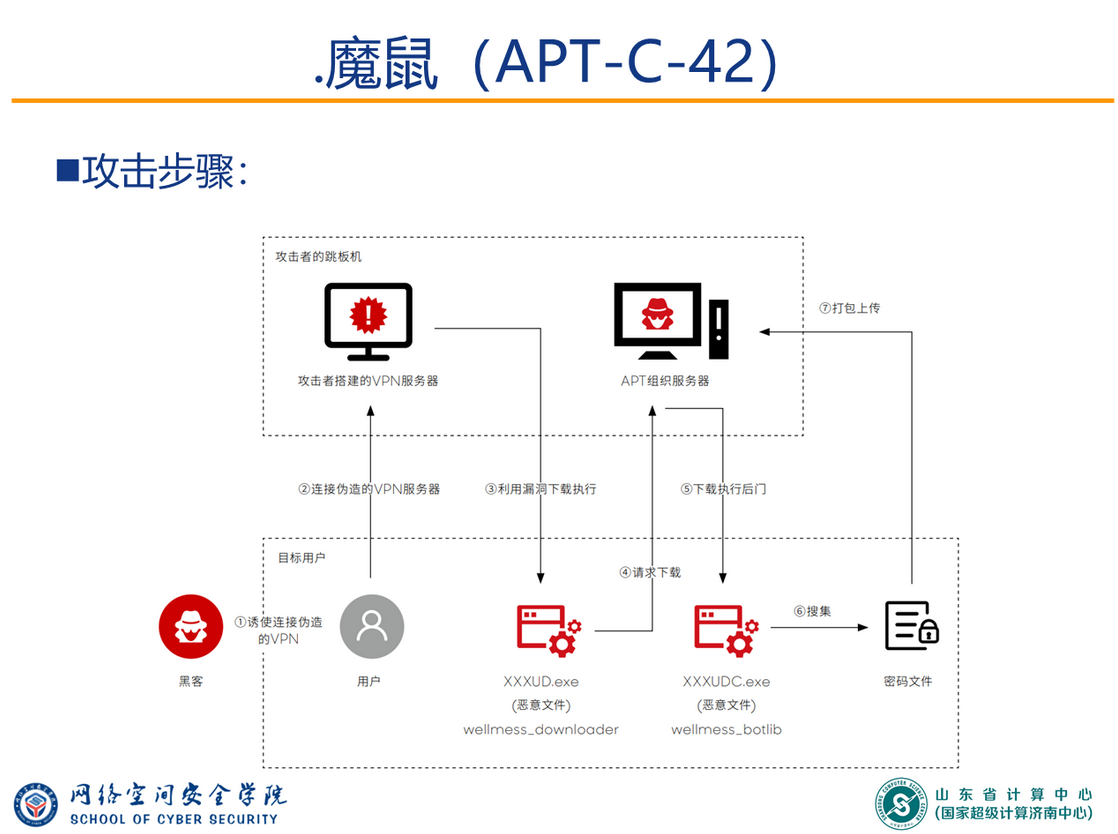 .魔鼠（APT-C-42）
■攻击步骤：
攻击者的跳板机
⑦打包上传
攻击者搭建的VPN服务器
APT组织服务器
②连接伪造的VPN服务器
③利用漏洞下载执行
⑤下载执行后门
目标用户
④请求下载
①诱使连接伪造
的VPN
⑥搜集
黑客
用户
XXXUD.exe
(恶意文件)
wellmess_downloader
XXXUDC.exe
(恶意文件)
wellmess_botlib
密码文件
网络空间安全学院
SCHOOL OF CYBER SECURITY
山东省计算中心
(国家超级计算济南中心)